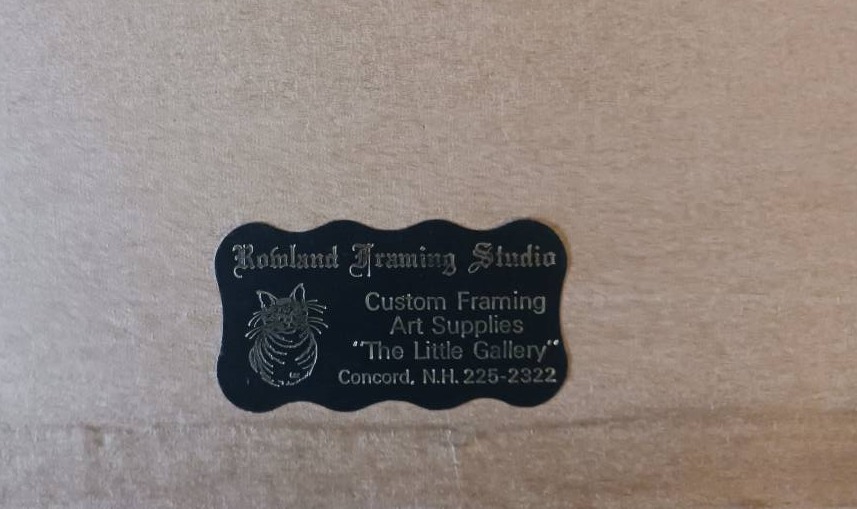 Rowland Framing Studio
Custom Framing
Art Supplies
"The Little Gallery"
Concord, N.H. 225-2322